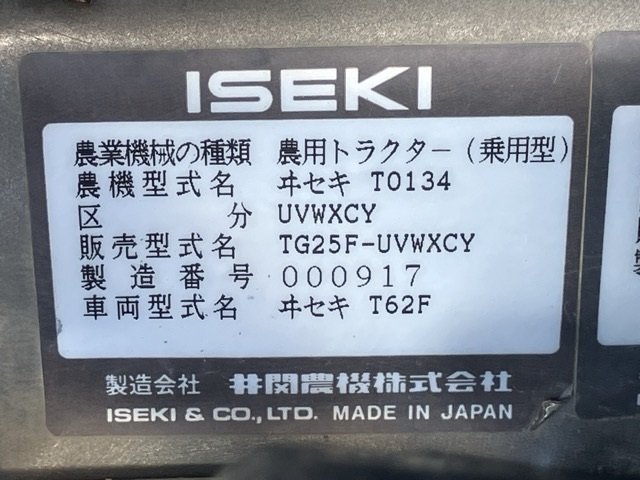 ISEKI
農業機械の種類 農用トラクター(乗用型)
農機型式名 ヰセキ T0134
区分 UVWXCY
販売型式名 TG25F-UVWXCY
製造番号 000917
車両型式名 ヰセキ T62F
製造会社 井関農機株式会社
ISEKI & CO., LTD. MADE IN JAPAN